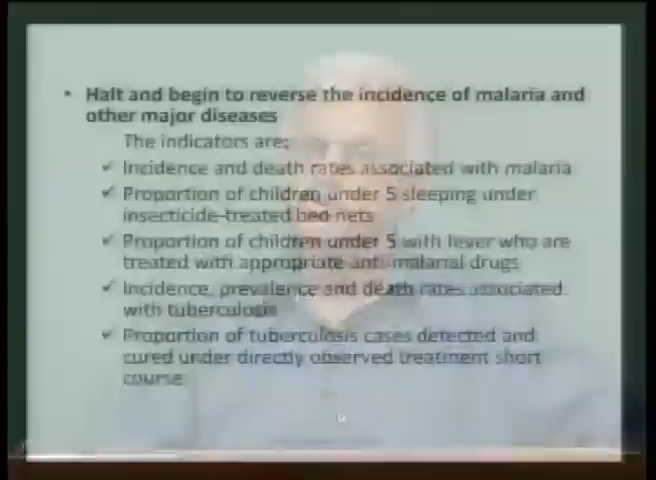 • Halt and begin to reverse the incidence of malaria and
other major diseases
The indicators are;
✓ Incidence and death rates associated with malaria
✓ Proportion of children under 5 sleeping under
insecticide-treated bed nets
✓ Proportion of children under 5 with fever who are
treated with appropriate anti-malarial drugs
✓ Incidence, prevalence and death rates associated
with tuberculosis
✓ Proportion of tuberculosis cases detected and
cured under directly observed treatment short
course